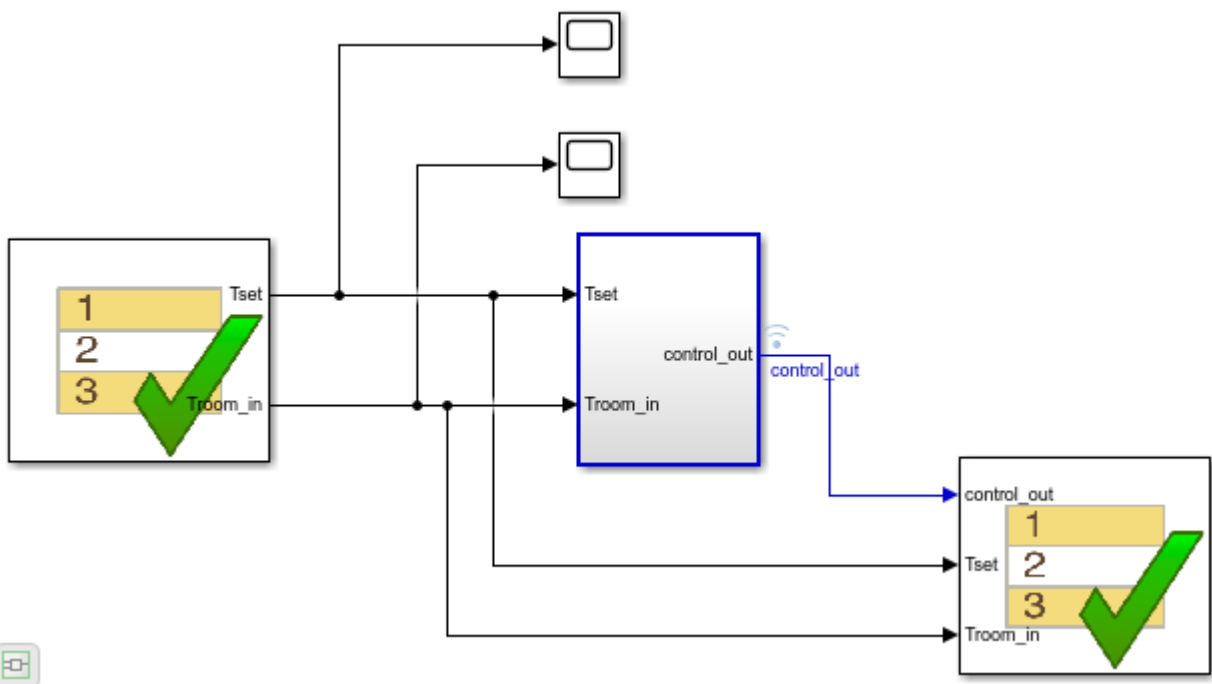 1
2
3
Tset
Troom_in
Tset
Troom_in
control_out
control_out
control_out
Tset
Troom_in
1
2
3